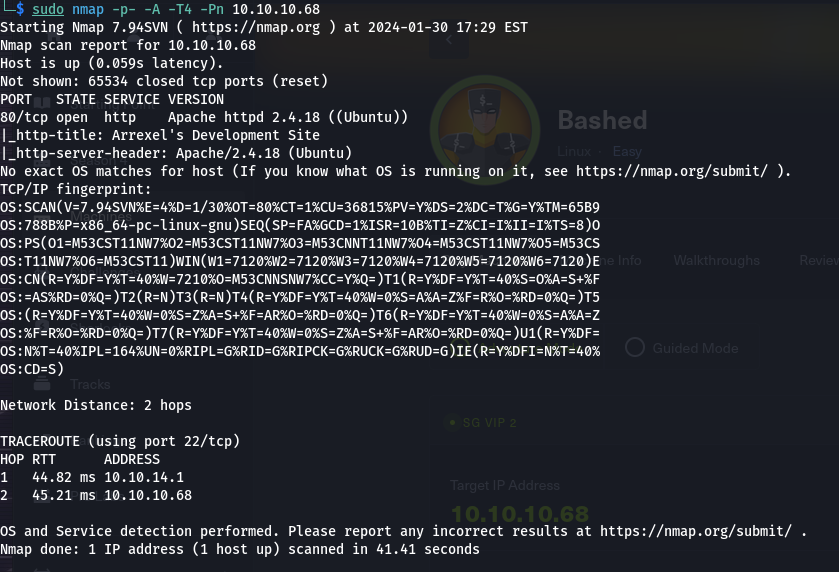 └─$ sudo nmap -p- -A -T4 -Pn 10.10.10.68
Starting Nmap 7.94SVN ( https://nmap.org ) at 2024-01-30 17:29 EST
Nmap scan report for 10.10.10.68
Host is up (0.059s latency).
Not shown: 65534 closed tcp ports (reset)
PORT   STATE SERVICE VERSION
80/tcp open  http    Apache httpd 2.4.18 ((Ubuntu))
|_http-title: Arrexel's Development Site
|_http-server-header: Apache/2.4.18 (Ubuntu)
No exact OS matches for host (If you know what OS is running on it, see https://nmap.org/submit/ ).
TCP/IP fingerprint:
OS:SCAN(V=7.94SVN%E=4%D=1/30%OT=80%CT=1%CU=36815%PV=Y%DS=2%DC=T%G=Y%TM=65B9
OS:788B%P=x86_64-pc-linux-gnu)SEQ(SP=FA%GCD=1%ISR=10B%TI=Z%CI=I%II=I%TS=8)O
OS:PS(O1=M53CST11NW7%O2=M53CST11NW7%O3=M53CNNT11NW7%O4=M53CST11NW7%O5=M53CS
OS:T11NW7%O6=M53CST11)WIN(W1=7120%W2=7120%W3=7120%W4=7120%W5=7120%W6=7120)E
OS:CN(R=Y%DF=Y%T=40%W=7210%O=M53CNNSNW7%CC=Y%Q=)T1(R=Y%DF=Y%T=40%S=O%A=S+%F
OS:=AS%RD=0%Q=)T2(R=N)T3(R=N)T4(R=Y%DF=Y%T=40%W=0%S=A%A=Z%F=R%O=%RD=0%Q=)T5
OS:(R=Y%DF=Y%T=40%W=0%S=Z%A=S+%F=AR%O=%RD=0%Q=)T6(R=Y%DF=Y%T=40%W=0%S=A%A=Z
OS:%F=R%O=%RD=0%Q=)T7(R=Y%DF=Y%T=40%W=0%S=Z%A=S+%F=AR%O=%RD=0%Q=)U1(R=Y%DF=
OS:N%T=40%IPL=164%UN=0%RIPL=G%RID=G%RIPCK=G%RUCK=G%RUD=G)IE(R=Y%DFI=N%T=40%
OS:CD=S)
Network Distance: 2 hops
TRACEROUTE (using port 22/tcp)
HOP RTT      ADDRESS
1   44.82 ms 10.10.14.1
2   45.21 ms 10.10.10.68
OS and Service detection performed. Please report any incorrect results at https://nmap.org/submit/ .
Nmap done: 1 IP address (1 host up) scanned in 41.41 seconds
Bashed
Linux Easy
Machines
Info Walkthroughs
Guided Mode
Tracks
SG VIP 2
Target IP Address
10.10.10.68